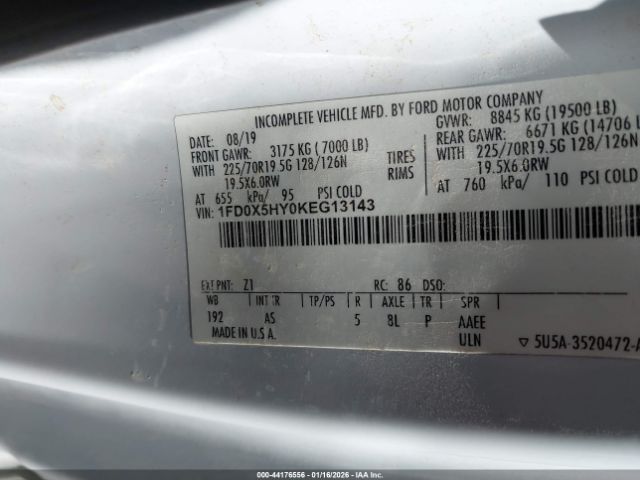 INCOMPLETE VEHICLE MFD. BY FORD MOTOR COMPANY
DATE: 08/19 GVWR: 8845 KG (19500 LB)
FRONT GAWR: 3175 KG (7000 LB) REAR GAWR: 6671 KG (14706 LB)
WITH 225/70R19.5G 128/126N TIRES WITH 225/70R19.5G 128/126N
19.5X6.0RW RIMS 19.5X6.0RW
AT 655 kPa/ 95 PSI COLD AT 760 kPa/ 110 PSI COLD
VIN: 1FD0X5HY0KEG13143
EXT PNT: Z1 RC: 86 DSO:
WB INT TR TP/PS R AXLE TR SPR
192 AS 5 8L P AAEE
MADE IN U.S.A. ULN 5U5A-3520472-A
000-44176556 - 01/16/2026 - IAA Inc.